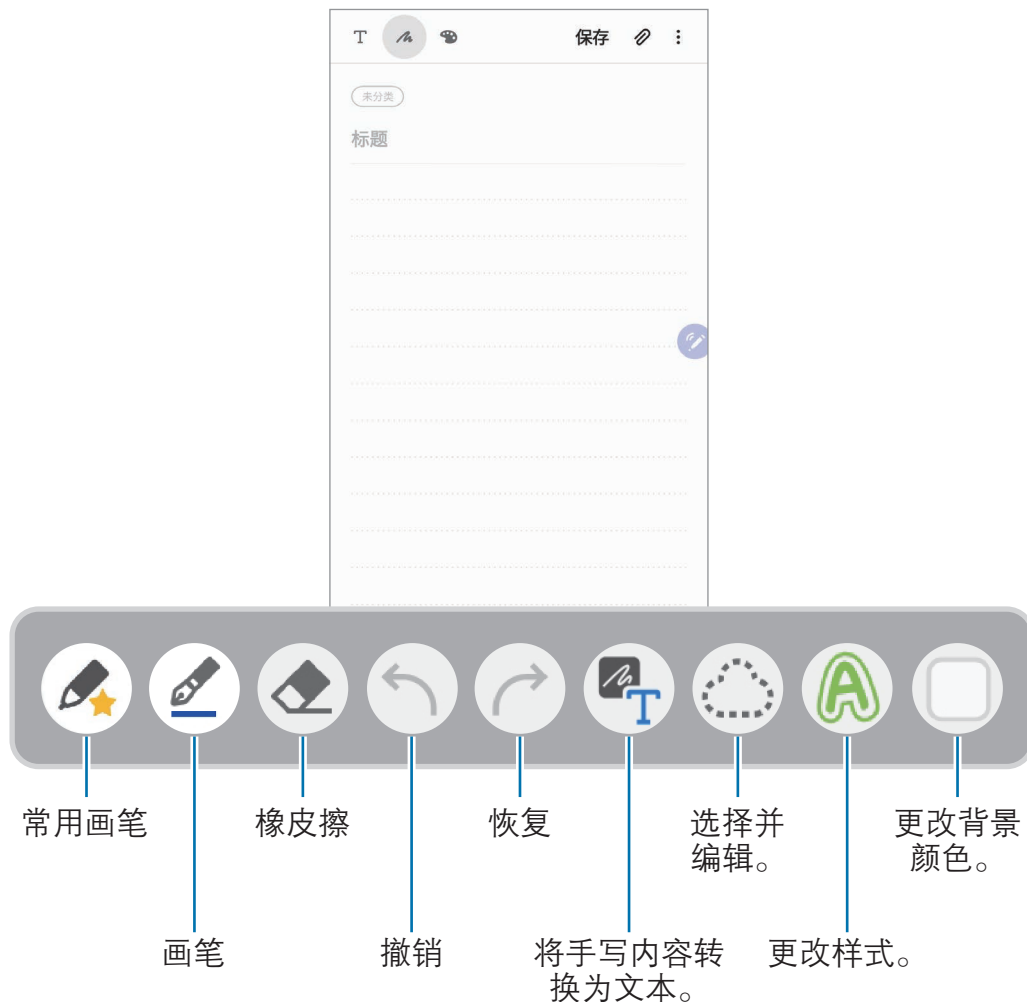 T
保存
未分类
标题
常用画笔
橡皮擦
恢复
选择并
编辑。
更改背景
颜色。
画笔
撤销
将手写内容转
换为文本。
更改样式。